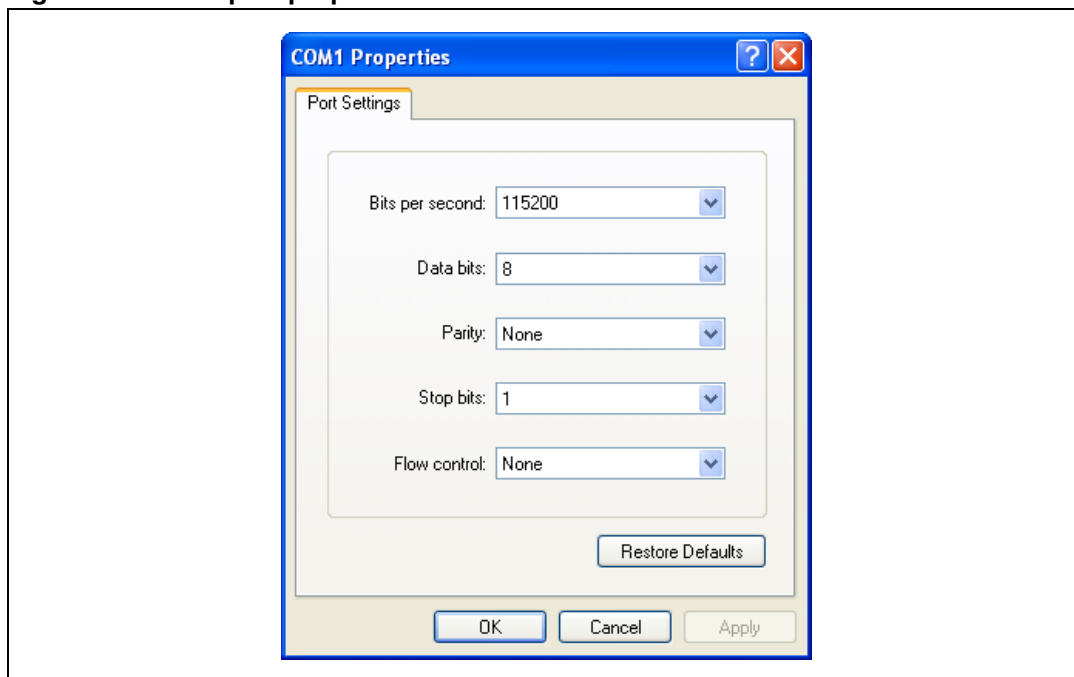 COM1 Properties
Port Settings
Bits per second: 115200
Data bits: 8
Parity: None
Stop bits: 1
Flow control: None
Restore Defaults
OK Cancel Apply